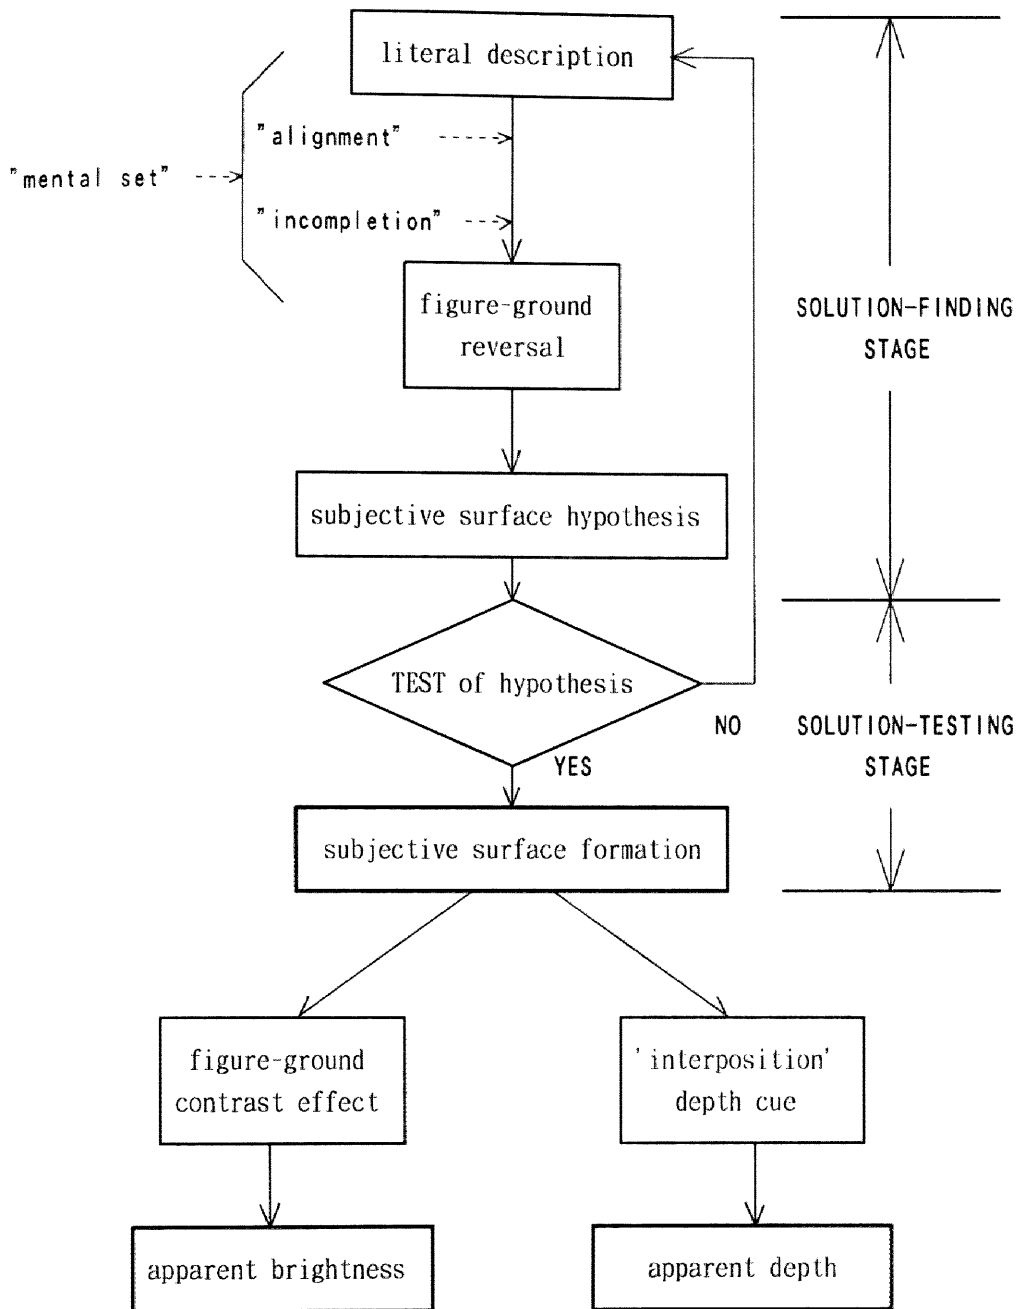 literal description
"alignment"
"mental set"
"incompletion"
figure-ground
reversal
SOLUTION-FINDING
STAGE
subjective surface hypothesis
TEST of hypothesis
NO
SOLUTION-TESTING
STAGE
YES
subjective surface formation
figure-ground
contrast effect
'interposition'
depth cue
apparent brightness
apparent depth